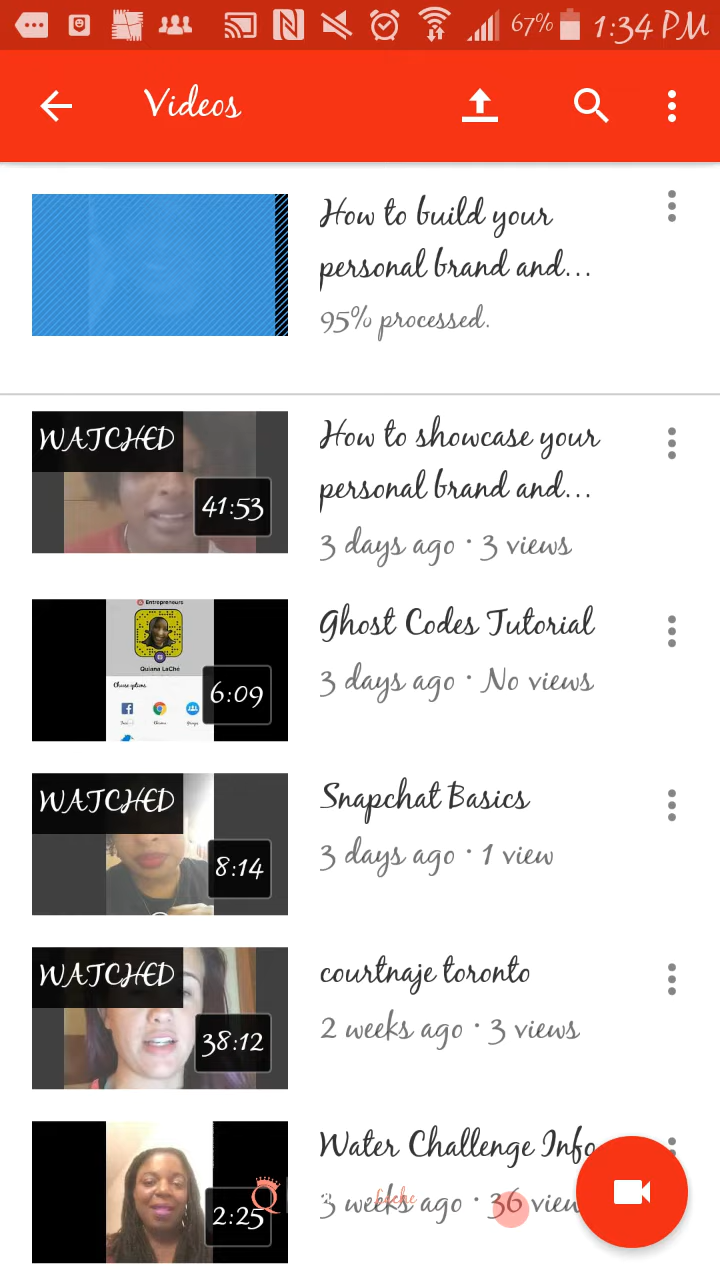 67% 1:34 PM
Videos
How to build your
personal brand and...
95% processed.
WATCHED
41:53
How to showcase your
personal brand and...
3 days ago · 3 views
Entrepreneurs
Quiana LaChé
Choose options
6:09
Ghost Codes Tutorial
3 days ago · No views
WATCHED
8:14
Snapchat Basics
3 days ago · 1 view
WATCHED
38:12
courtnaje toronto
2 weeks ago · 3 views
2:25
Q
Water Challenge Info
3 weeks ago · 36 view